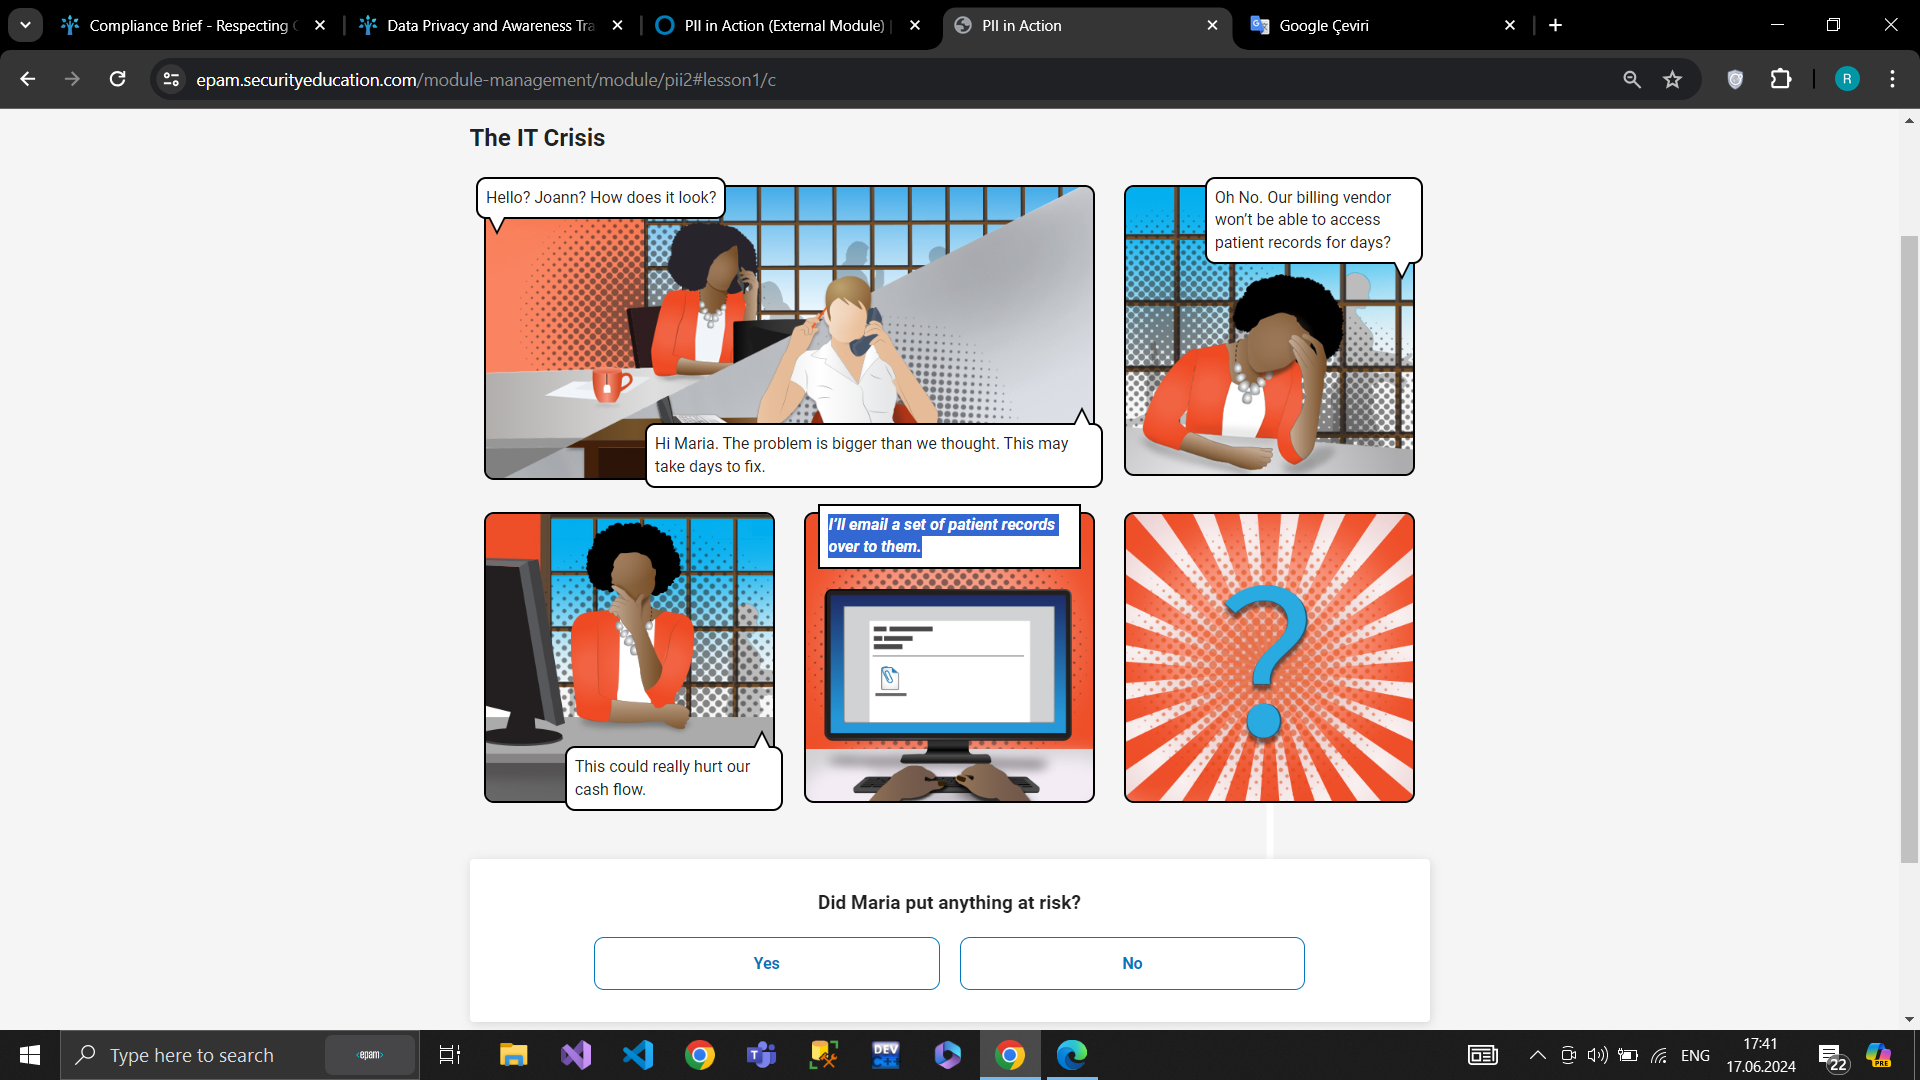 Compliance Brief - Respecting
Data Privacy and Awareness Tra
PII in Action (External Module) |
PII in Action
Google Çeviri
epam.securityeducation.com/module-management/module/pii2#lesson1/c
R
The IT Crisis
Hello? Joann? How does it look?
Hi Maria. The problem is bigger than we thought. This may
take days to fix.
Oh No. Our billing vendor
won't be able to access
patient records for days?
This could really hurt our
cash flow.
I'll email a set of patient records
over to them.
?
Did Maria put anything at risk?
Yes
No
Type here to search
<epam>
DEV
ENG
17:41
17.06.2024
22
PRE